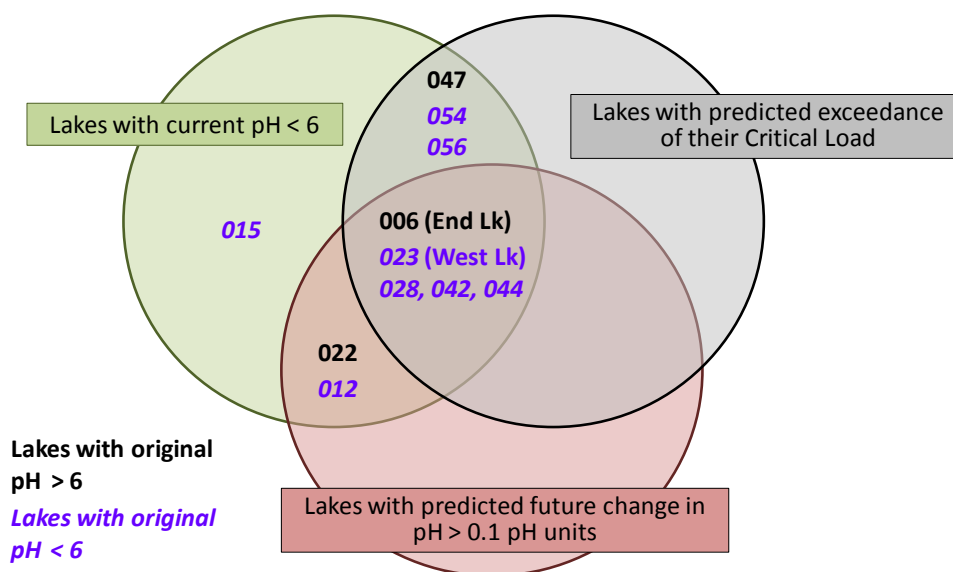 047
054
056
Lakes with current pH < 6
Lakes with predicted exceedance
of their Critical Load
015
006 (End Lk)
023 (West Lk)
028, 042, 044
022
012
Lakes with original
pH > 6
Lakes with original
pH < 6
Lakes with predicted future change in
pH > 0.1 pH units